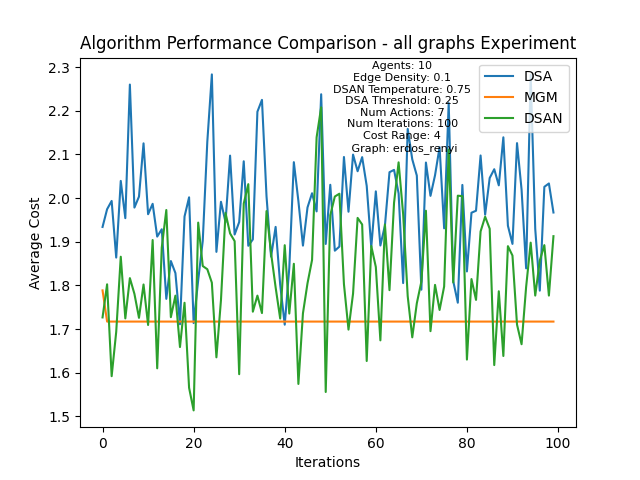 Algorithm Performance Comparison - all graphs Experiment
Agents: 10
Edge Density: 0.1
DSAN Temperature: 0.75
DSA Threshold: 0.25
Num Actions: 7
Num Iterations: 100
Cost Range: 4
Graph: erdos_renyi
DSA
MGM
DSAN
2.3
2.2
2.1
2.0
1.9
1.8
1.7
1.6
1.5
Average Cost
0
20
40
60
80
100
Iterations